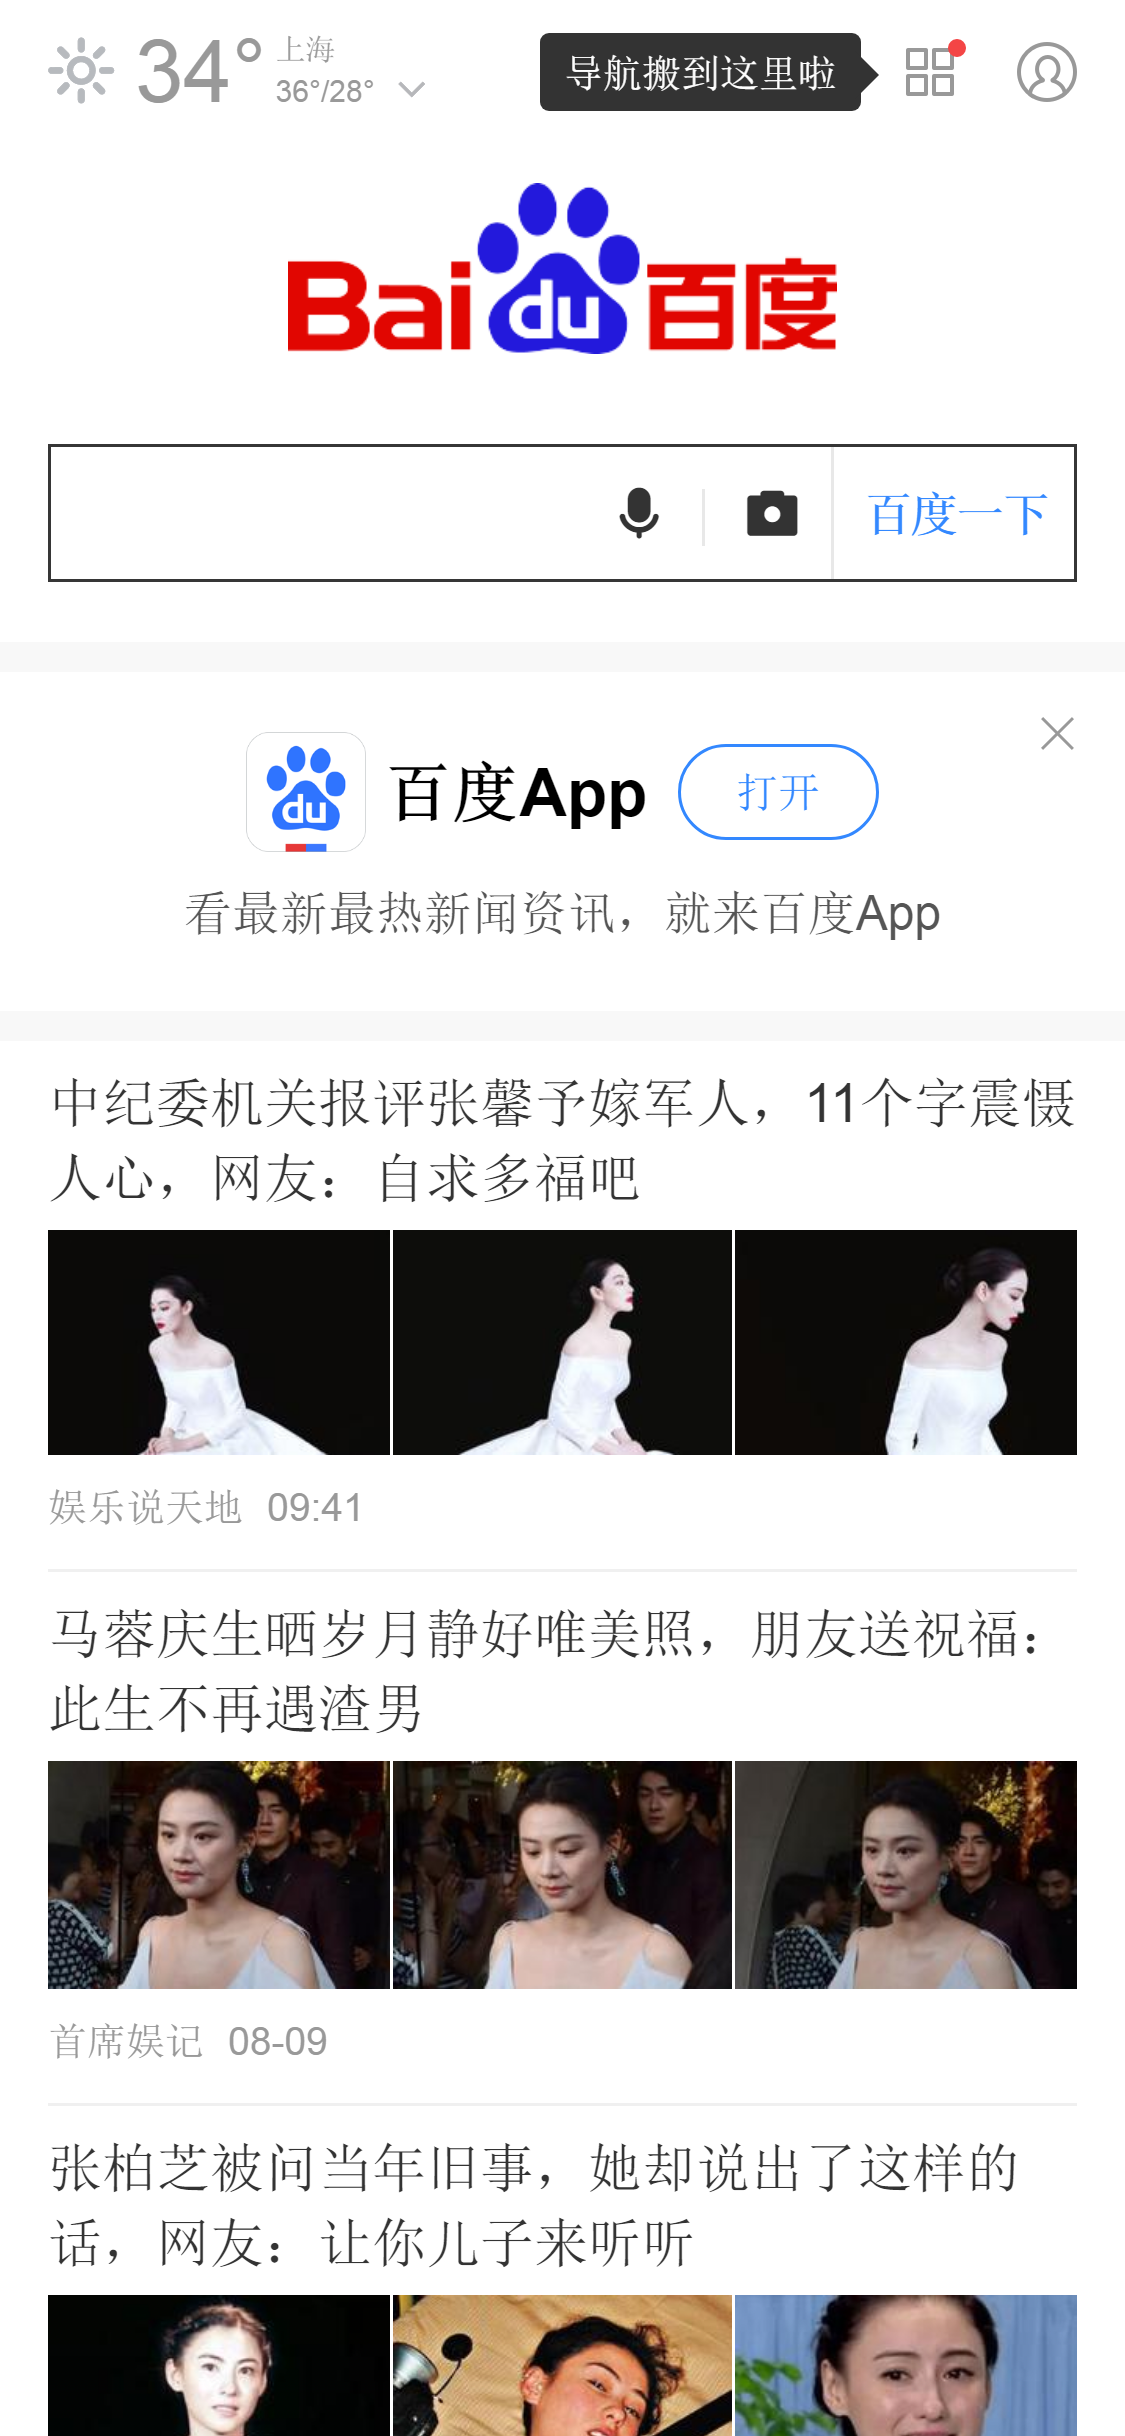 34°
上海
36°/28°
导航搬到这里啦
Bai du 百度
百度一下
du
百度App
打开
看最新最热新闻资讯，就来百度App
中纪委机关报评张馨予嫁军人，11个字震慑
人心，网友：自求多福吧
娱乐说天地 09:41
马蓉庆生晒岁月静好唯美照，朋友送祝福：
此生不再遇渣男
首席娱记 08-09
张柏芝被问当年旧事，她却说出了这样的
话，网友：让你儿子来听听